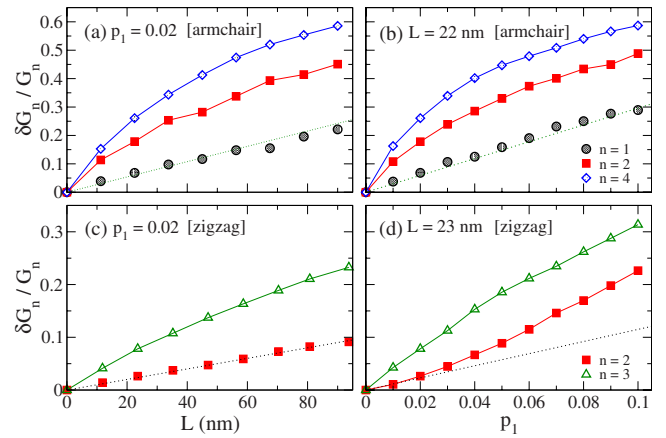 (a) p1 = 0.02 [armchair]
(b) L = 22 nm [armchair]
δGn / Gn
0.6
0.5
0.4
0.3
0.2
0.1
0
n = 1
n = 2
n = 4
(c) p1 = 0.02 [zigzag]
(d) L = 23 nm [zigzag]
δGn / Gn
0.3
0.2
0.1
0
n = 2
n = 3
0 20 40 60 80
0 0.02 0.04 0.06 0.08 0.1
L (nm)
p1